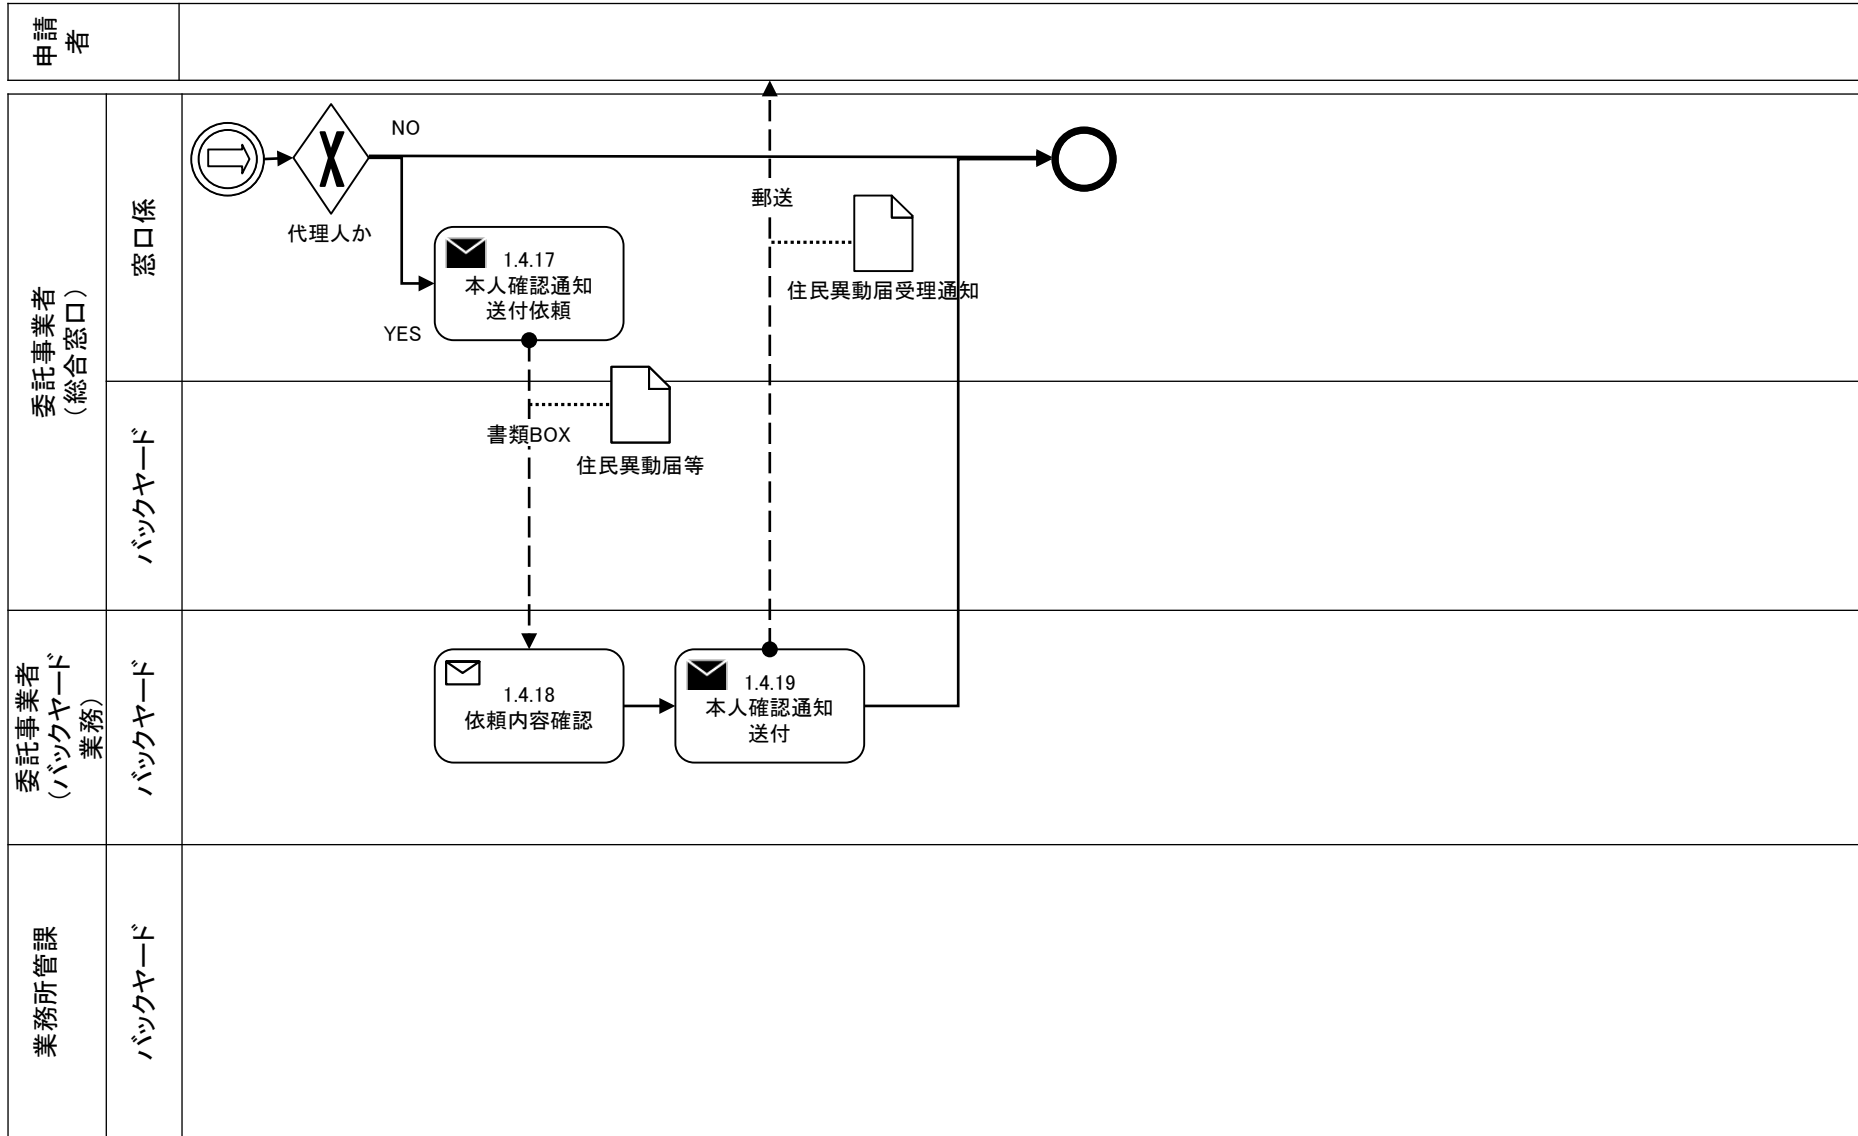 申請
者
委託事業者
（総合窓口）
窓口係
NO
代理人か
YES
1.4.17
本人確認通知
送付依頼
郵送
住民異動届受理通知
バックヤード
書類BOX
住民異動届等
委託事業者
（バックヤード
業務）
バックヤード
1.4.18
依頼内容確認
1.4.19
本人確認通知
送付
業務所管課
バックヤード